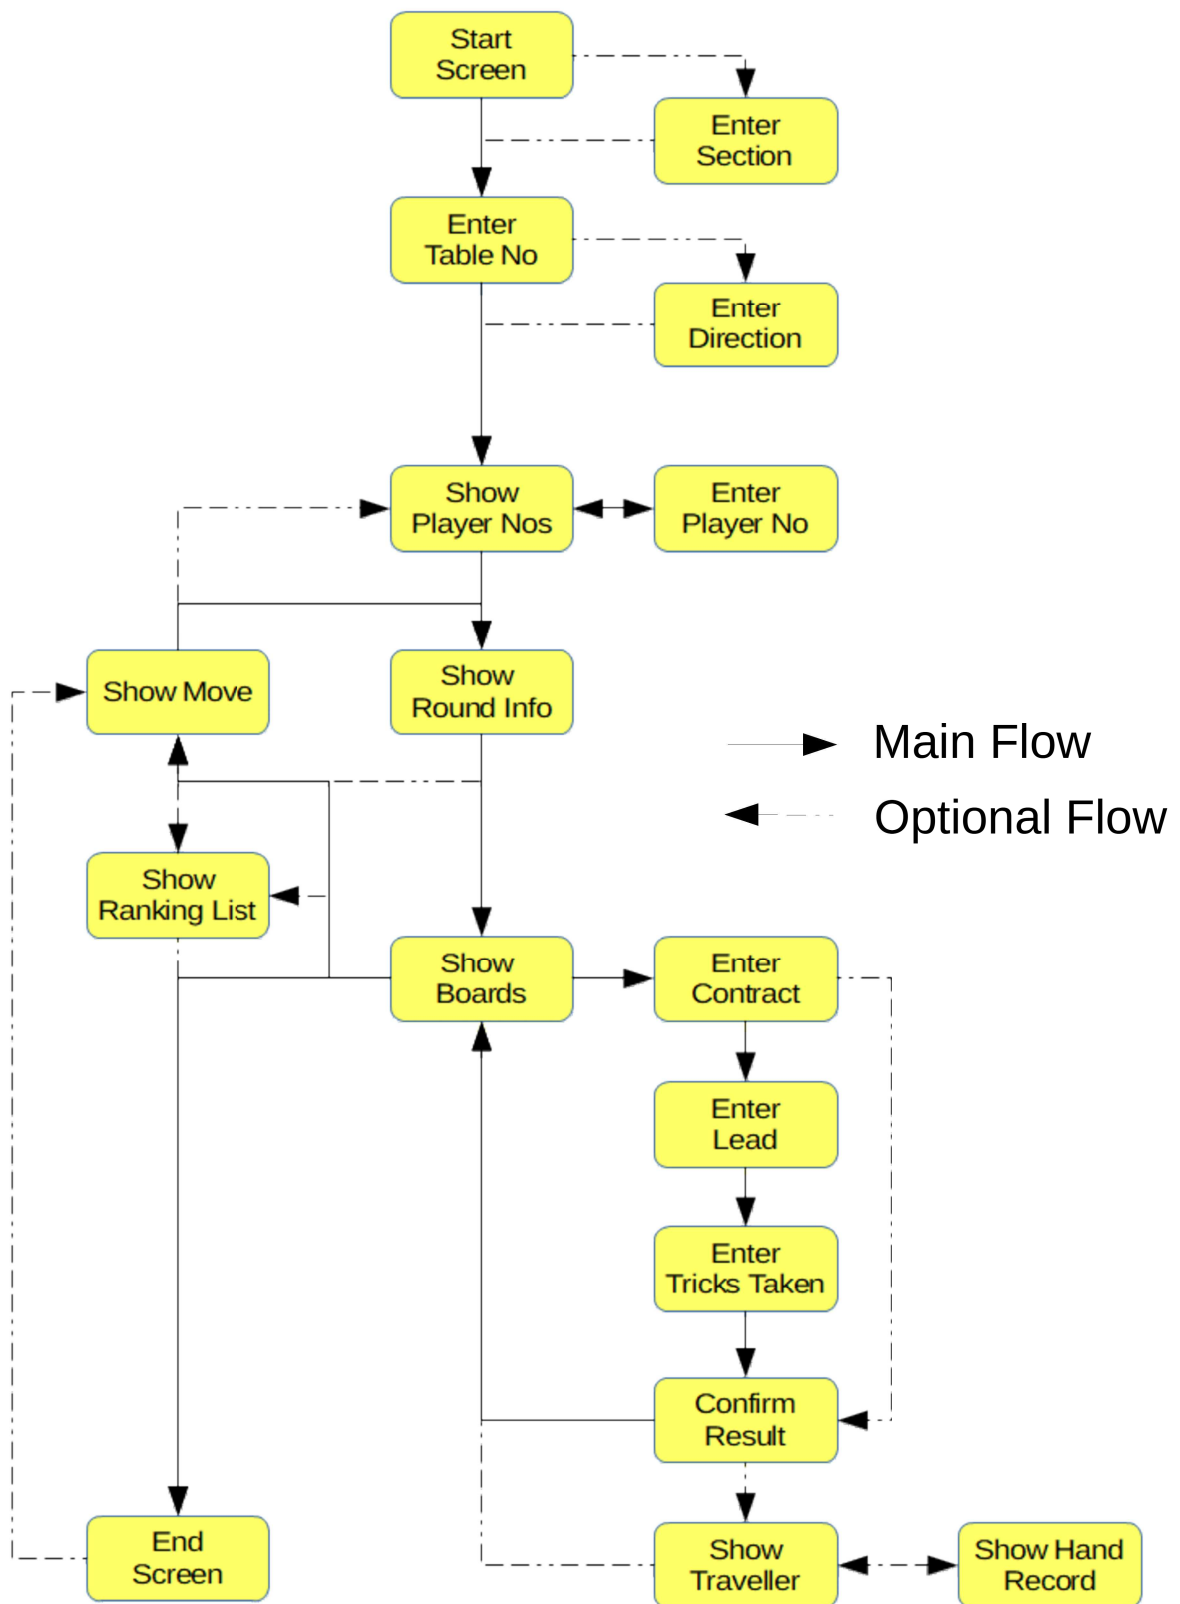 Start
Screen
Enter
Section
Enter
Table No
Enter
Direction
Show
Player Nos
Enter
Player No
Show Move
Show
Round Info
Main Flow
Optional Flow
Show
Ranking List
Show
Boards
Enter
Contract
Enter
Lead
Enter
Tricks Taken
Confirm
Result
End
Screen
Show
Traveller
Show Hand
Record